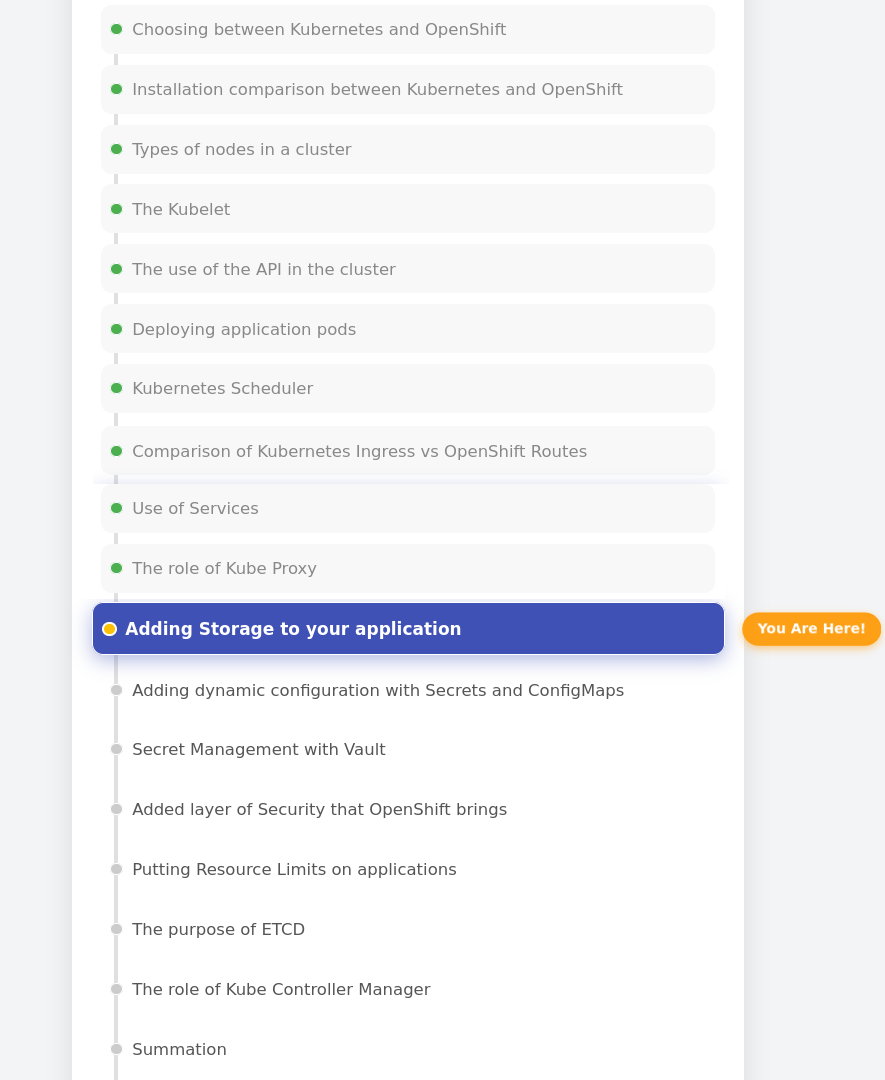 Choosing between Kubernetes and OpenShift
Installation comparison between Kubernetes and OpenShift
Types of nodes in a cluster
The Kubelet
The use of the API in the cluster
Deploying application pods
Kubernetes Scheduler
Comparison of Kubernetes Ingress vs OpenShift Routes
Use of Services
The role of Kube Proxy
Adding Storage to your application
You Are Here!
Adding dynamic configuration with Secrets and ConfigMaps
Secret Management with Vault
Added layer of Security that OpenShift brings
Putting Resource Limits on applications
The purpose of ETCD
The role of Kube Controller Manager
Summation